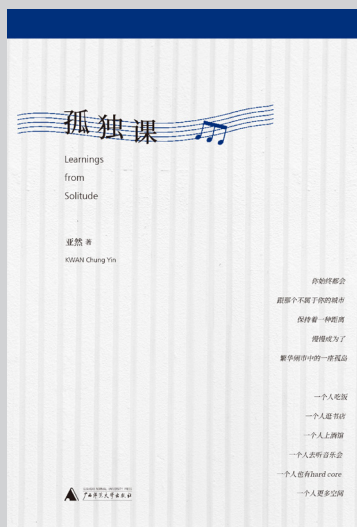 孤独课
Learnings
from
Solitude
亚然 著
KWAN Chung Yin
你始终都会
跟那个不属于你的城市
保持着一种距离
慢慢成为了
繁华闹市中的一座孤岛
一个人吃饭
一个人逛书店
一个人上酒馆
一个人去听音乐会
一个人也有hard core
一个人更多空间
GUANGXI NORMAL UNIVERSITY PRESS
广西师范大学出版社